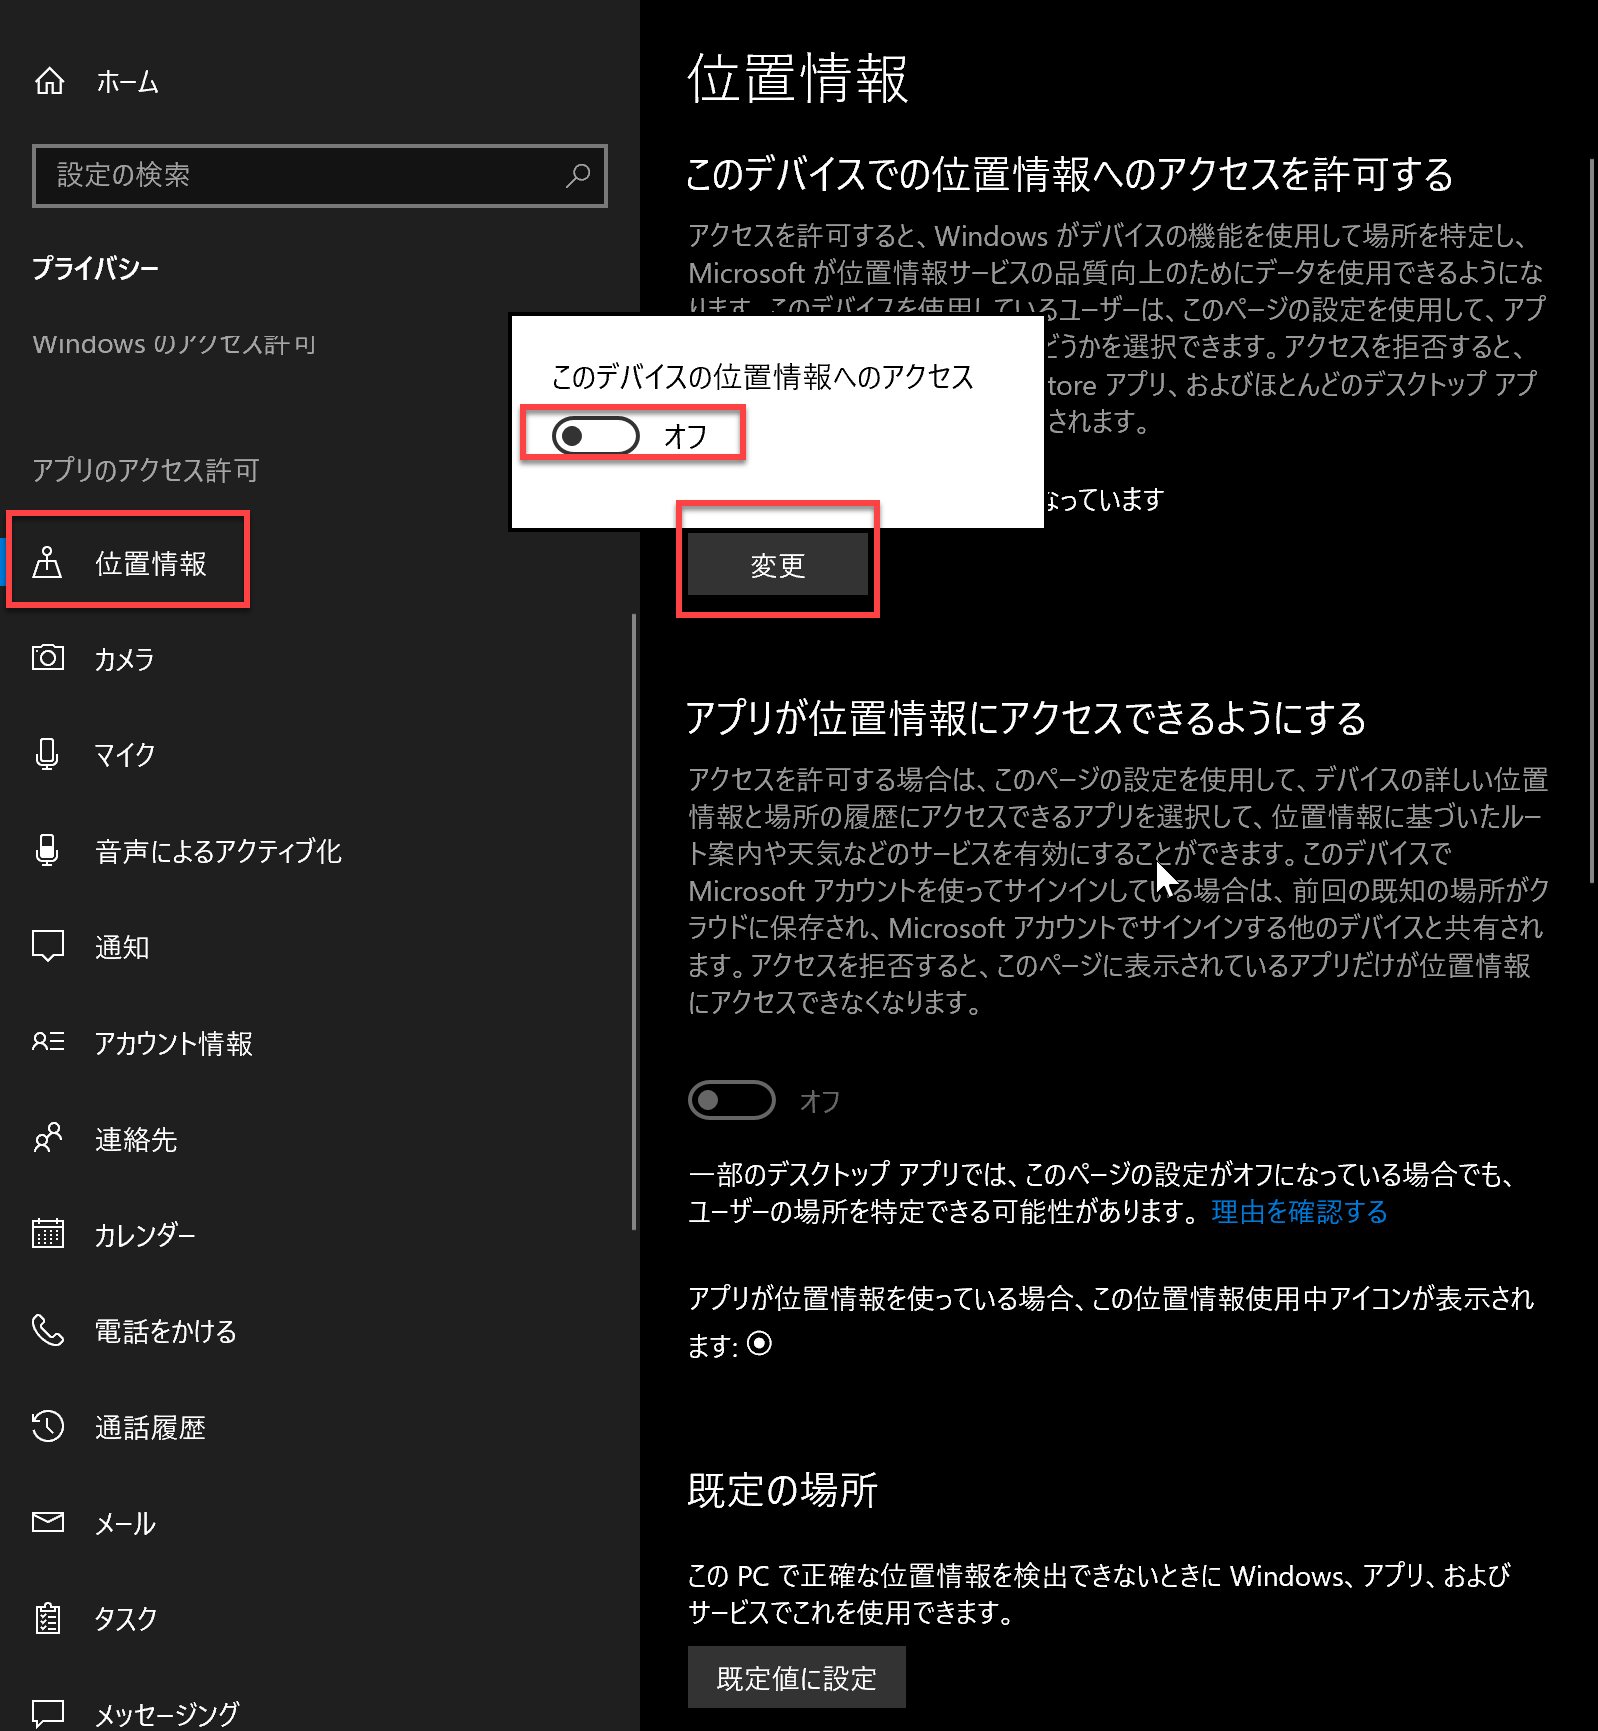 ホーム
設定の検索
プライバシー
Windows のアクセス許可
アプリのアクセス許可
位置情報
カメラ
マイク
音声によるアクティブ化
通知
アカウント情報
連絡先
カレンダー
電話をかける
通話履歴
メール
タスク
メッセージング
位置情報
このデバイスでの位置情報へのアクセスを許可する
アクセスを許可すると、Windows がデバイスの機能を使用して場所を特定し、
Microsoft が位置情報サービスの品質向上のためにデータを使用できるようにな
ります。このデバイスを使用しているユーザーは、このページの設定を使用して、アプ
どうかを選択できます。アクセスを拒否すると、
tore アプリ、およびほとんどのデスクトップ アプ
されます。
なっています
このデバイスの位置情報へのアクセス
オフ
変更
アプリが位置情報にアクセスできるようにする
アクセスを許可する場合は、このページの設定を使用して、デバイスの詳しい位置
情報と場所の履歴にアクセスできるアプリを選択して、位置情報に基づいたルー
ト案内や天気などのサービスを有効にすることができます。このデバイスで
Microsoft アカウントを使ってサインインしている場合は、前回の既知の場所がク
ラウドに保存され、Microsoft アカウントでサインインする他のデバイスと共有され
ます。アクセスを拒否すると、このページに表示されているアプリだけが位置情報
にアクセスできなくなります。
オフ
一部のデスクトップ アプリでは、このページの設定がオフになっている場合でも、
ユーザーの場所を特定できる可能性があります。 理由を確認する
アプリが位置情報を使っている場合、この位置情報使用中アイコンが表示され
ます:
既定の場所
この PC で正確な位置情報を検出できないときに Windows、アプリ、および
サービスでこれを使用できます。
既定値に設定